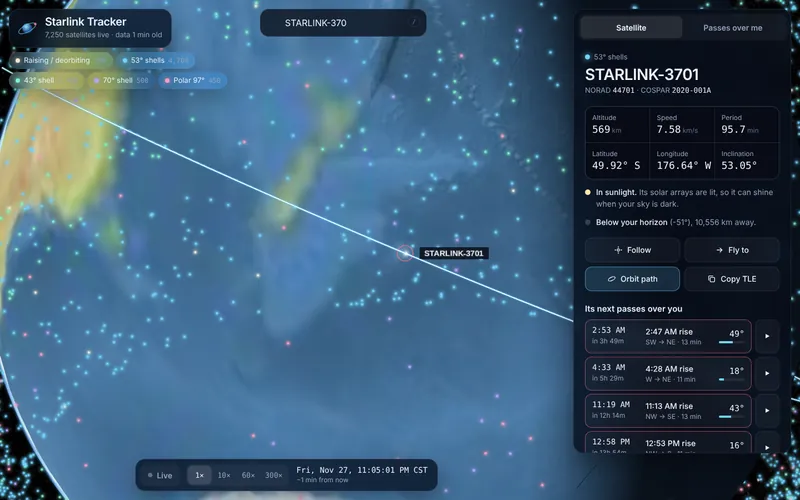 Starlink Tracker
7,250 satellites live · data 1 min old
STARLINK-370
Raising / deorbiting
53° shells
43° shell
70° shell 500
Polar 97°
STARLINK-3701
Live
1×
10×
60×
300×
Fri, Nov 27, 11:05:01 PM CST
−1 min from now
Satellite
Passes over me
53° shells
STARLINK-3701
NORAD 44701 · COSPAR 2020-001A
Altitude
569 km
Speed
7.58 km/s
Period
95.7 min
Latitude
49.92° S
Longitude
176.64° W
Inclination
53.05°
In sunlight. Its solar arrays are lit, so it can shine
when your sky is dark.
Below your horizon (−51°), 10,556 km away.
Follow
Fly to
Orbit path
Copy TLE
Its next passes over you
2:53 AM
in 3h 49m
2:47 AM rise
SW → NE · 13 min
49°
4:33 AM
in 5h 29m
4:28 AM rise
W → NE · 11 min
18°
11:19 AM
in 12h 14m
11:13 AM rise
NW → SE · 13 min
43°
12:58 PM
12:53 PM rise
16°